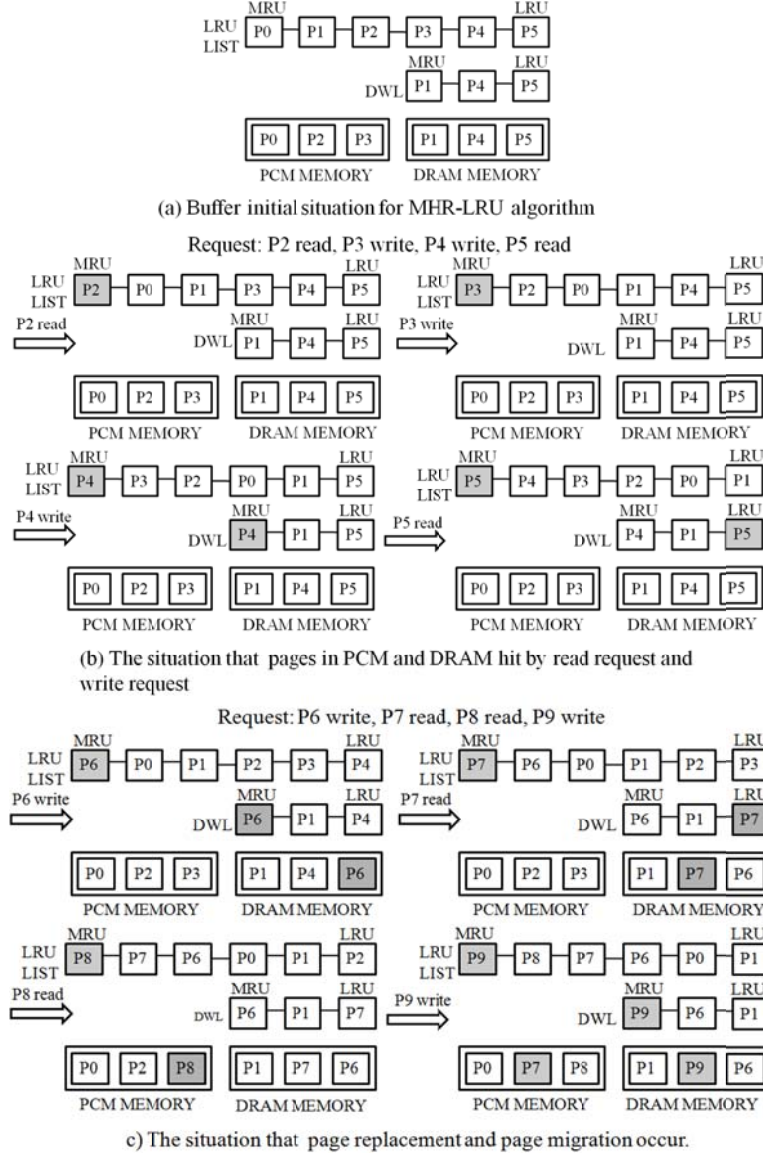 MRU LRU
LRU LIST P0 P1 P2 P3 P4 P5
MRU LRU
DWL P1 P4 P5
P0 P2 P3 P1 P4 P5
PCM MEMORY DRAM MEMORY
(a) Buffer initial situation for MHR-LRU algorithm
Request: P2 read, P3 write, P4 write, P5 read
MRU LRU
LRU LIST P2 P0 P1 P3 P4 P5
P2 read
MRU LRU
DWL P1 P4 P5
P0 P2 P3 P1 P4 P5
PCM MEMORY DRAM MEMORY
MRU LRU
LRU LIST P3 P2 P0 P1 P4 P5
P3 write
MRU LRU
DWL P1 P4 P5
P0 P2 P3 P1 P4 P5
PCM MEMORY DRAM MEMORY
MRU LRU
LRU LIST P4 P3 P2 P0 P1 P5
P4 write
MRU LRU
DWL P4 P1 P5
P0 P2 P3 P1 P4 P5
PCM MEMORY DRAM MEMORY
MRU LRU
LRU LIST P5 P4 P3 P2 P0 P1
P5 read
MRU LRU
DWL P4 P1 P5
P0 P2 P3 P1 P4 P5
PCM MEMORY DRAM MEMORY
(b) The situation that pages in PCM and DRAM hit by read request and
write request
Request: P6 write, P7 read, P8 read, P9 write
MRU LRU
LRU LIST P6 P0 P1 P2 P3 P4
P6 write
MRU LRU
DWL P6 P1 P4
P0 P2 P3 P1 P4 P6
PCM MEMORY DRAM MEMORY
MRU LRU
LRU LIST P7 P6 P0 P1 P2 P3
P7 read
MRU LRU
DWL P6 P1 P7
P0 P2 P3 P1 P7 P6
PCM MEMORY DRAM MEMORY
MRU LRU
LRU LIST P8 P7 P6 P0 P1 P2
P8 read
MRU LRU
DWL P6 P1 P7
P0 P2 P8 P1 P7 P6
PCM MEMORY DRAM MEMORY
MRU LRU
LRU LIST P9 P8 P7 P6 P0 P1
P9 write
MRU LRU
DWL P9 P6 P1
P0 P7 P8 P1 P9 P6
PCM MEMORY DRAM MEMORY
c) The situation that page replacement and page migration occur.